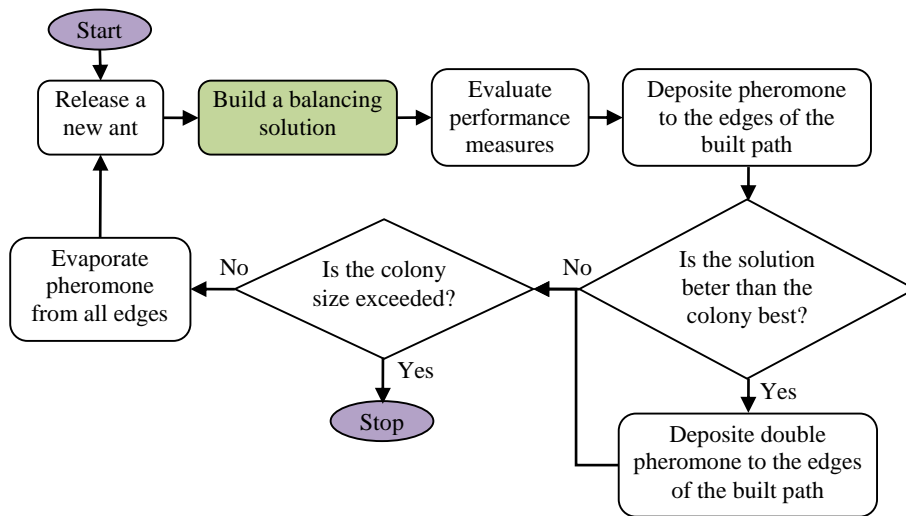 Start
Release a
new ant
Build a balancing
solution
Evaluate
performance
measures
Deposite pheromone
to the edges of the
built path
Is the solution
beter than the
colony best?
No
Yes
Deposite double
pheromone to the edges
of the built path
Is the colony
size exceeded?
No
Yes
Stop
Evaporate
pheromone
from all edges